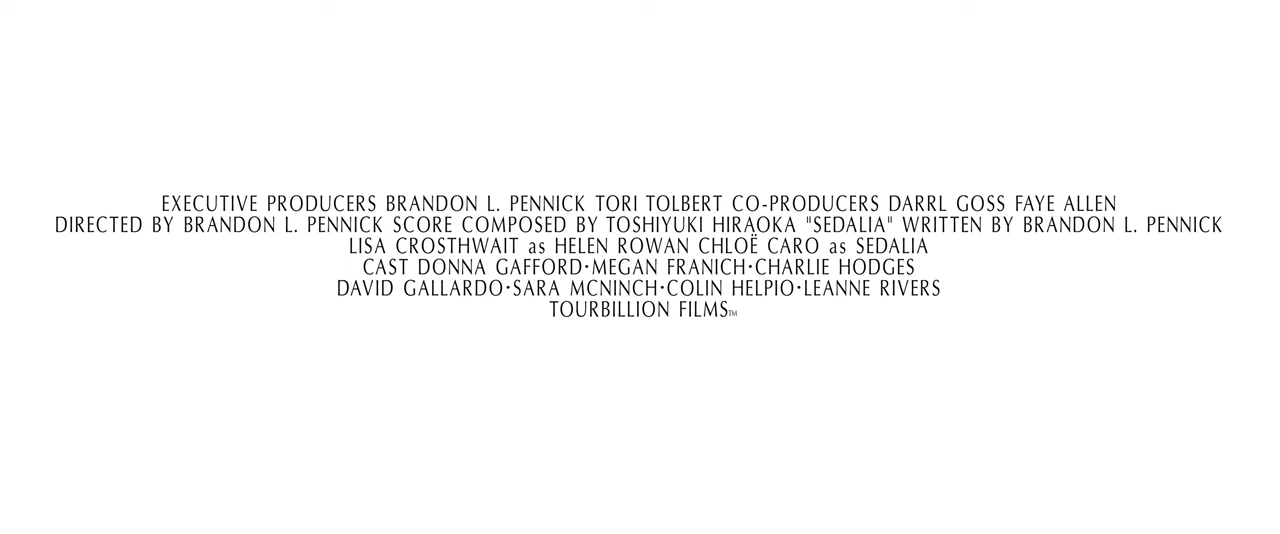 EXECUTIVE PRODUCERS BRANDON L. PENNICK TORI TOLBERT CO-PRODUCERS DARRL GOSS FAYE ALLEN
DIRECTED BY BRANDON L. PENNICK SCORE COMPOSED BY TOSHIYUKI HIRAOKA "SEDALIA" WRITTEN BY BRANDON L. PENNICK
LISA CROSTHWAIT as HELEN ROWAN CHLOË CARO as SEDALIA
CAST DONNA GAFFORD·MEGAN FRANICH·CHARLIE HODGES
DAVID GALLARDO·SARA MCNINCH·COLIN HELPIO·LEANNE RIVERS
TOURBILLION FILMS™